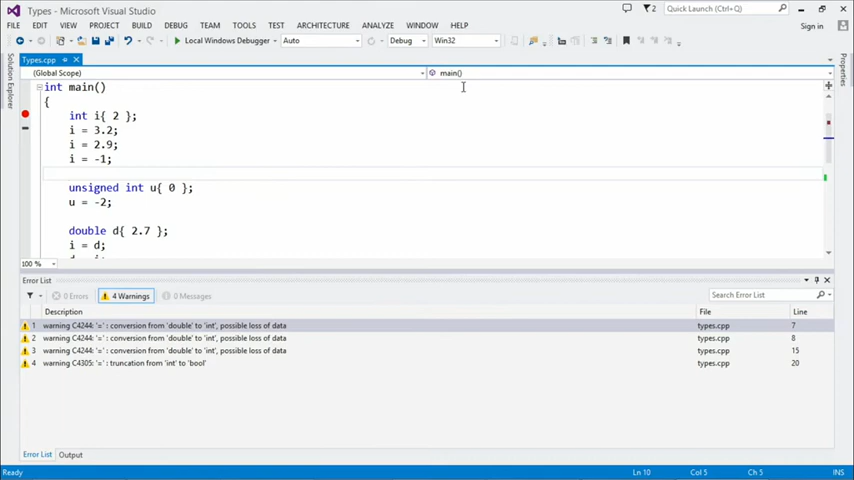 Types - Microsoft Visual Studio
2
Quick Launch (Ctrl+Q)
FILE EDIT VIEW PROJECT BUILD DEBUG TEAM TOOLS TEST ARCHITECTURE ANALYZE WINDOW HELP
Sign in
Local Windows Debugger Auto Debug Win32
Solution Explorer
Properties
Types.cpp
(Global Scope) main()
int main()
{
int i{ 2 };
i = 3.2;
i = 2.9;
i = -1;
unsigned int u{ 0 };
u = -2;
double d{ 2.7 };
i = d;
100 %
Error List
0 Errors 4 Warnings 0 Messages
Search Error List
Description File Line
1 warning C4244: '=' : conversion from 'double' to 'int', possible loss of data types.cpp 7
2 warning C4244: '=' : conversion from 'double' to 'int', possible loss of data types.cpp 8
3 warning C4244: '=' : conversion from 'double' to 'int', possible loss of data types.cpp 15
4 warning C4305: '=' : truncation from 'int' to 'bool' types.cpp 20
Error List Output
Ready Ln 10 Col 5 Ch 5 INS